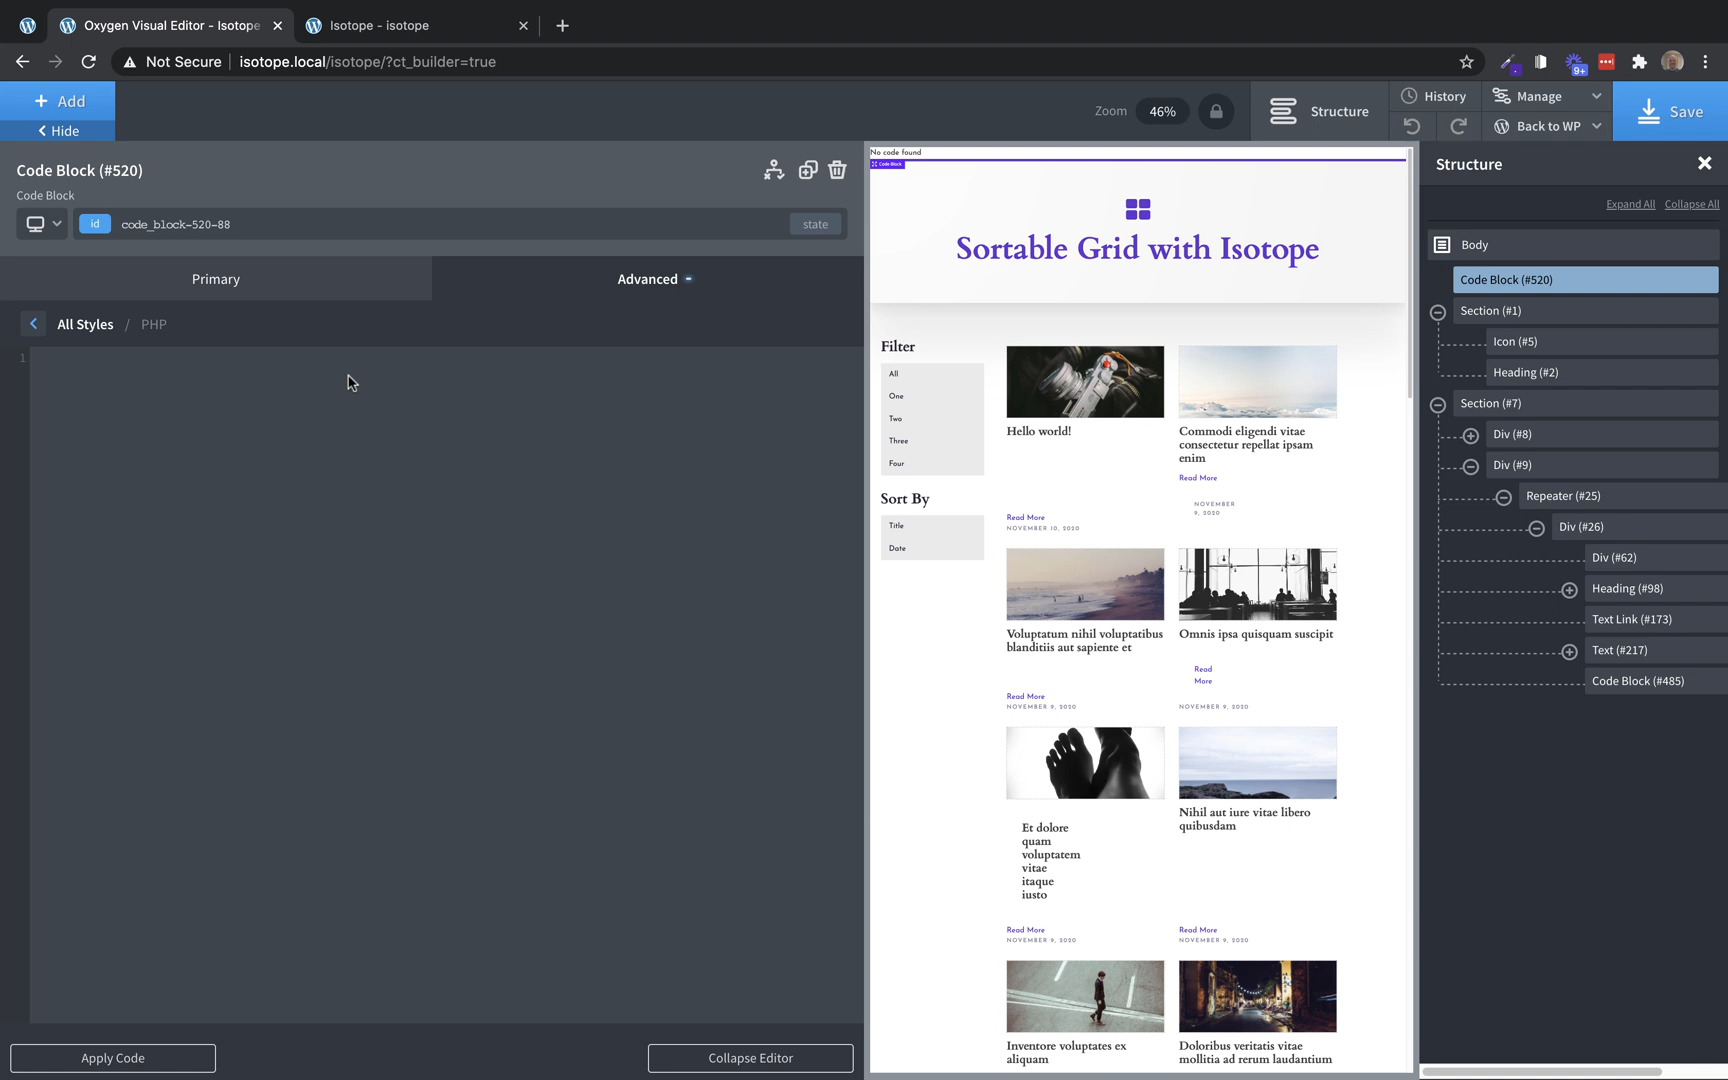 Oxygen Visual Editor - Isotope
Isotope - isotope
Not Secure
isotope.local/isotope/?ct_builder=true
9+
+ Add
Hide
Zoom
46%
Structure
History
Manage
Back to WP
Save
Code Block (#520)
Code Block
id
code_block-520-88
state
Primary
Advanced
All Styles / PHP
1
Apply Code
Collapse Editor
No code found
Code Block
Sortable Grid with Isotope
Filter
All
One
Two
Three
Four
Sort By
Title
Date
Hello world!
Read More
NOVEMBER 10, 2020
Commodi eligendi vitae
consectetur repellat ipsam
enim
Read More
NOVEMBER
9, 2020
Voluptatum nihil voluptatibus
blanditiis aut sapiente et
Read More
NOVEMBER 9, 2020
Omnis ipsa quisquam suscipit
Read
More
NOVEMBER 9, 2020
Et dolore
quam
voluptatem
vitae
itaque
iusto
Read More
NOVEMBER 9, 2020
Nihil aut iure vitae libero
quibusdam
Read More
NOVEMBER 9, 2020
Inventore voluptates ex
aliquam
Doloribus veritatis vitae
mollitia ad rerum laudantium
Structure
Expand All
Collapse All
Body
Code Block (#520)
Section (#1)
Icon (#5)
Heading (#2)
Section (#7)
Div (#8)
Div (#9)
Repeater (#25)
Div (#26)
Div (#62)
Heading (#98)
Text Link (#173)
Text (#217)
Code Block (#485)